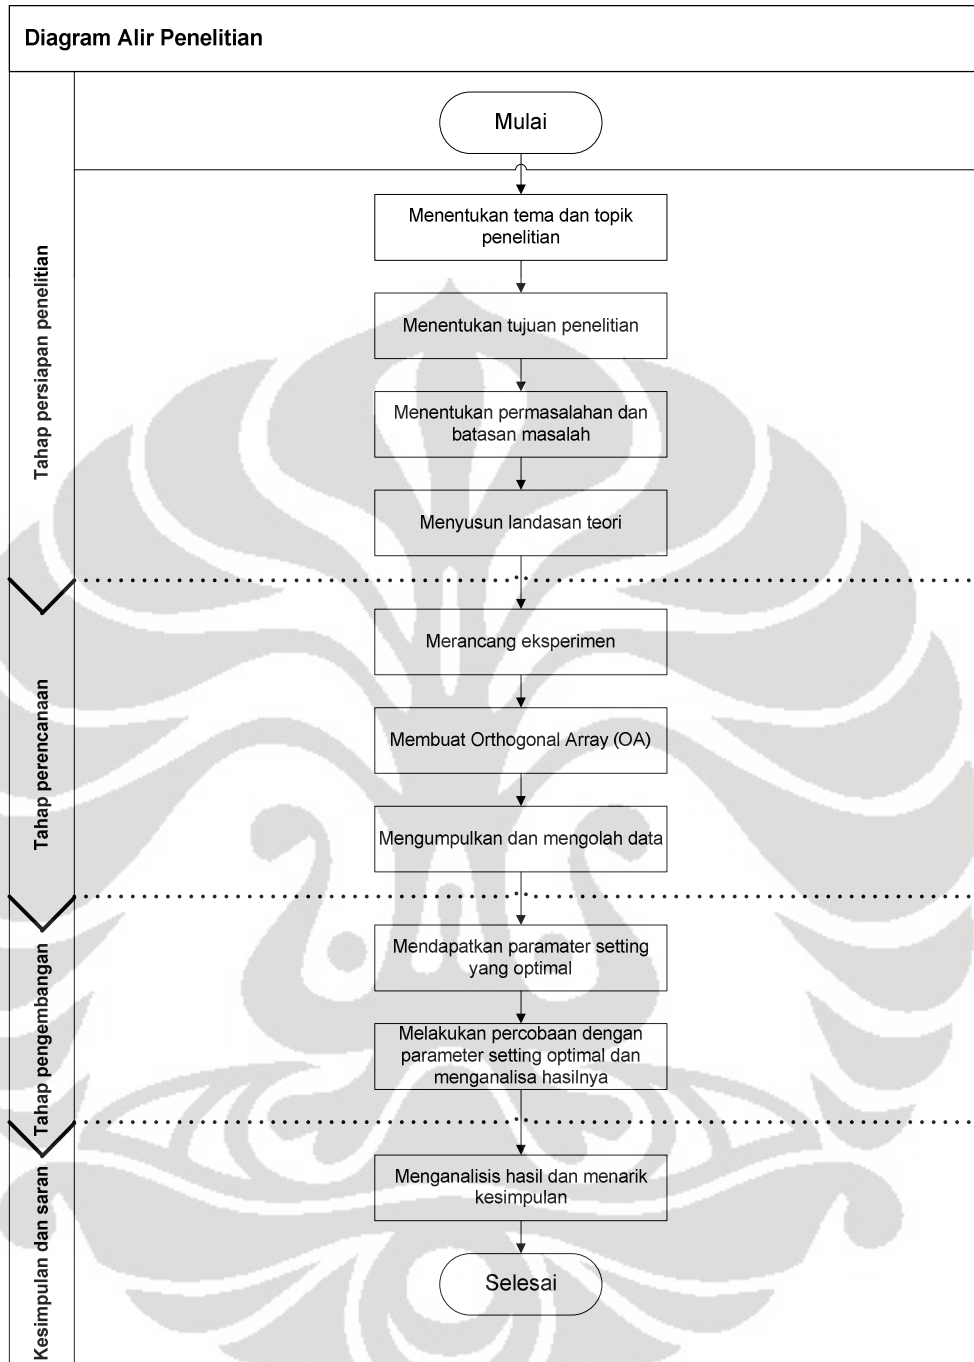 Diagram Alir Penelitian
Mulai
Tahap persiapan penelitian
Menentukan tema dan topik
penelitian
Menentukan tujuan penelitian
Menentukan permasalahan dan
batasan masalah
Menyusun landasan teori
Tahap perencanaan
Merancang eksperimen
Membuat Orthogonal Array (OA)
Mengumpulkan dan mengolah data
Tahap pengembangan
Mendapatkan paramater setting
yang optimal
Melakukan percobaan dengan
parameter setting optimal dan
menganalisa hasilnya
Kesimpulan dan saran
Menganalisis hasil dan menarik
kesimpulan
Selesai